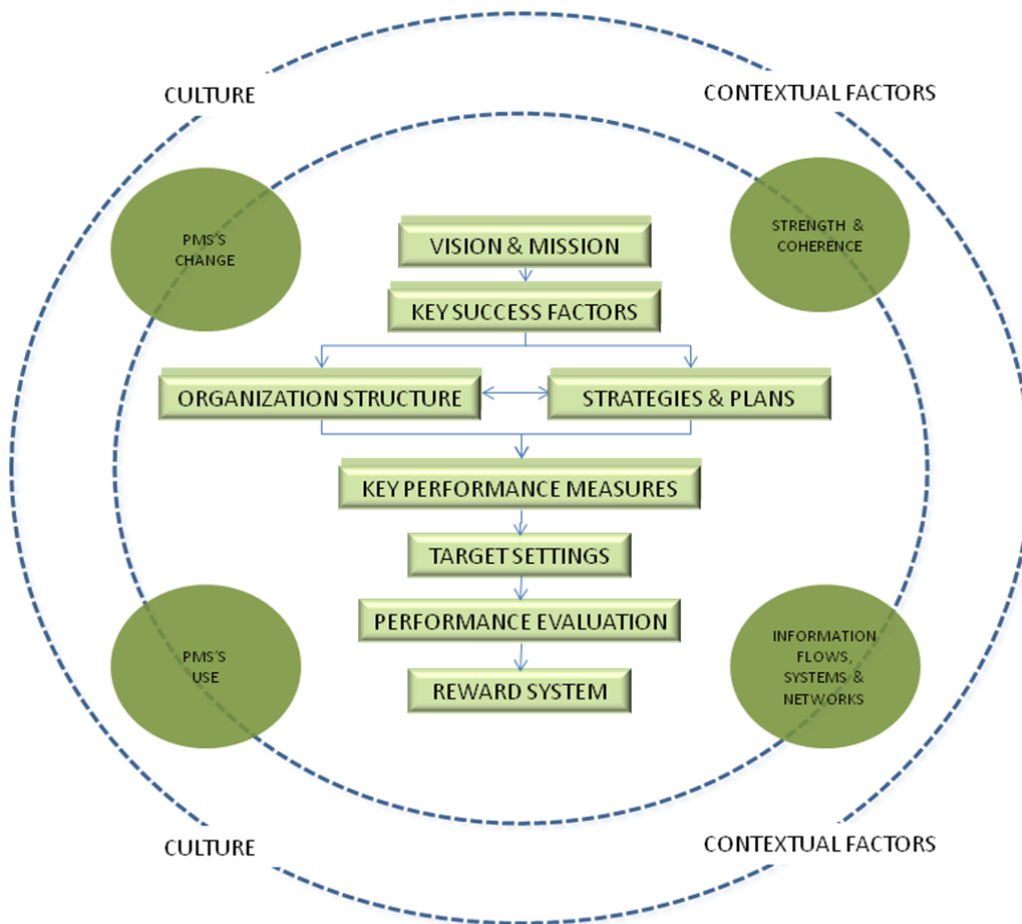 CULTURE
CONTEXTUAL FACTORS
PMS'S
CHANGE
STRENGTH &
COHERENCE
VISION & MISSION
KEY SUCCESS FACTORS
ORGANIZATION STRUCTURE
STRATEGIES & PLANS
KEY PERFORMANCE MEASURES
TARGET SETTINGS
PERFORMANCE EVALUATION
REWARD SYSTEM
PMS'S
USE
INFORMATION
FLOWS,
SYSTEMS &
NETWORKS
CULTURE
CONTEXTUAL FACTORS